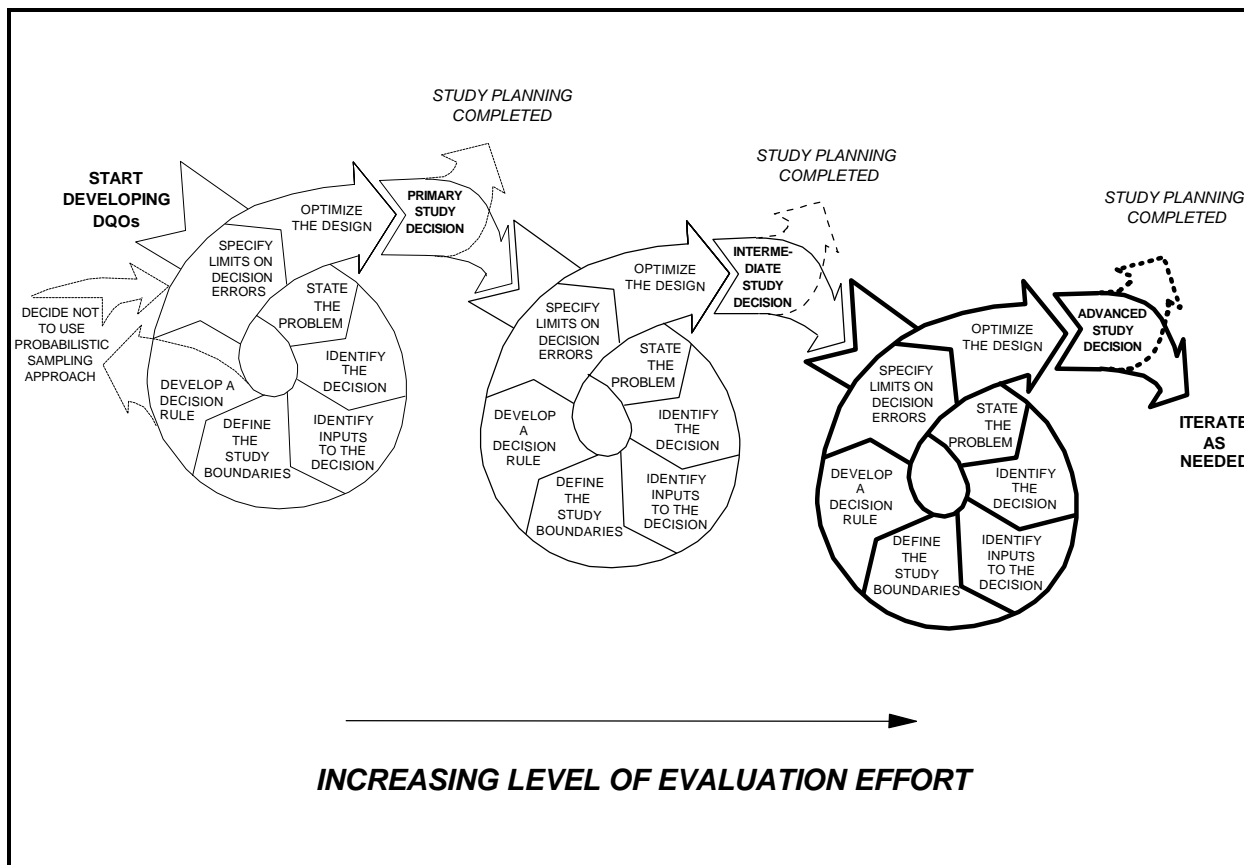 STUDY PLANNING
COMPLETED
START
DEVELOPING
DQOs
OPTIMIZE
THE DESIGN
PRIMARY
STUDY
DECISION
SPECIFY
LIMITS ON
DECISION
ERRORS
STATE
THE
PROBLEM
DECIDE NOT
TO USE
PROBABILISTIC
SAMPLING
APPROACH
IDENTIFY
THE
DECISION
DEVELOP A
DECISION
RULE
DEFINE
THE
STUDY
BOUNDARIES
IDENTIFY
INPUTS
TO THE
DECISION
STUDY PLANNING
COMPLETED
OPTIMIZE
THE DESIGN
INTERME-
DIATE
STUDY
DECISION
SPECIFY
LIMITS ON
DECISION
ERRORS
STATE
THE
PROBLEM
IDENTIFY
THE
DECISION
DEVELOP
A
DECISION
RULE
DEFINE
THE
STUDY
BOUNDARIES
IDENTIFY
INPUTS TO
THE
DECISION
STUDY PLANNING
COMPLETED
OPTIMIZE
THE DESIGN
ADVANCED
STUDY
DECISION
SPECIFY
LIMITS ON
DECISION
ERRORS
STATE
THE
PROBLEM
ITERATE
AS
NEEDED
IDENTIFY
THE
DECISION
DEVELOP
A
DECISION
RULE
DEFINE
THE
STUDY
BOUNDARIES
IDENTIFY
INPUTS
TO THE
DECISION
INCREASING LEVEL OF EVALUATION EFFORT